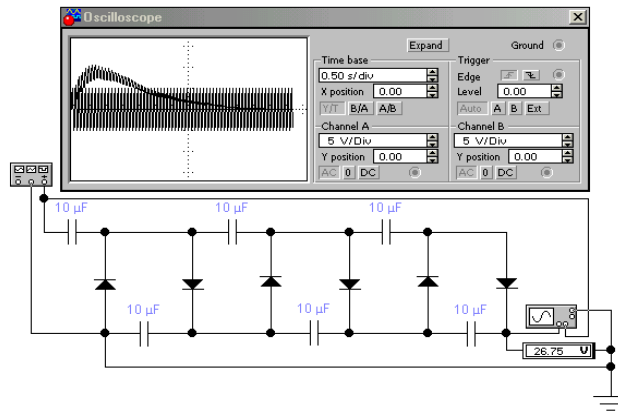 Oscilloscope
Expand
Ground
Time base
0.50 s/div
X position 0.00
Y/T B/A A/B
Trigger
Edge
Level 0.00
Auto A B Ext
Channel A
5 V/Div
Y position 0.00
AC 0 DC
Channel B
5 V/Div
Y position 0.00
AC 0 DC
10 µF
10 µF
10 µF
10 µF
10 µF
10 µF
26.75 V